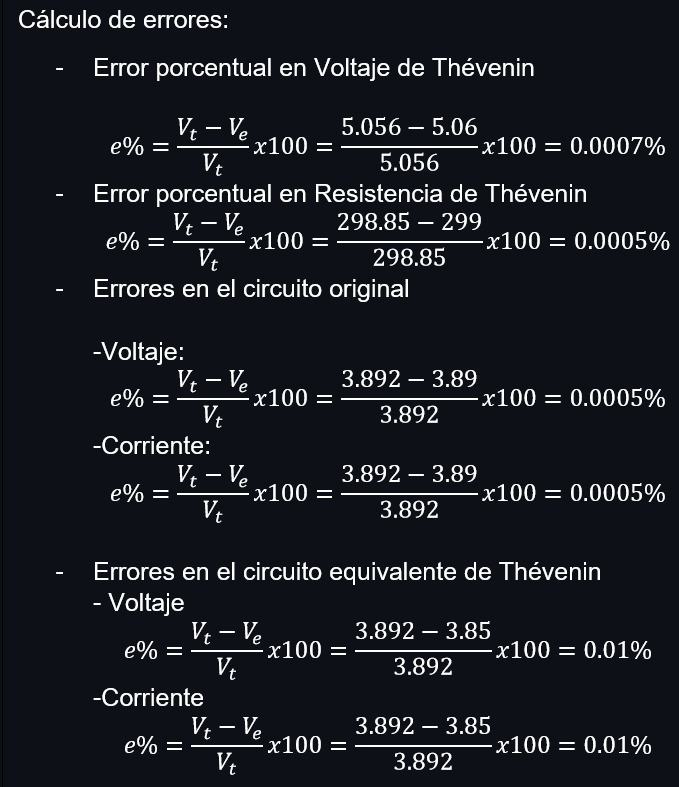 Cálculo de errores:
- Error porcentual en Voltaje de Thévenin
e% = \frac{V_t - V_e}{V_t} x100 = \frac{5.056 - 5.06}{5.056} x100 = 0.0007%
- Error porcentual en Resistencia de Thévenin
e% = \frac{V_t - V_e}{V_t} x100 = \frac{298.85 - 299}{298.85} x100 = 0.0005%
- Errores en el circuito original
-Voltaje:
e% = \frac{V_t - V_e}{V_t} x100 = \frac{3.892 - 3.89}{3.892} x100 = 0.0005%
-Corriente:
e% = \frac{V_t - V_e}{V_t} x100 = \frac{3.892 - 3.89}{3.892} x100 = 0.0005%
- Errores en el circuito equivalente de Thévenin
- Voltaje
e% = \frac{V_t - V_e}{V_t} x100 = \frac{3.892 - 3.85}{3.892} x100 = 0.01%
-Corriente
e% = \frac{V_t - V_e}{V_t} x100 = \frac{3.892 - 3.85}{3.892} x100 = 0.01%